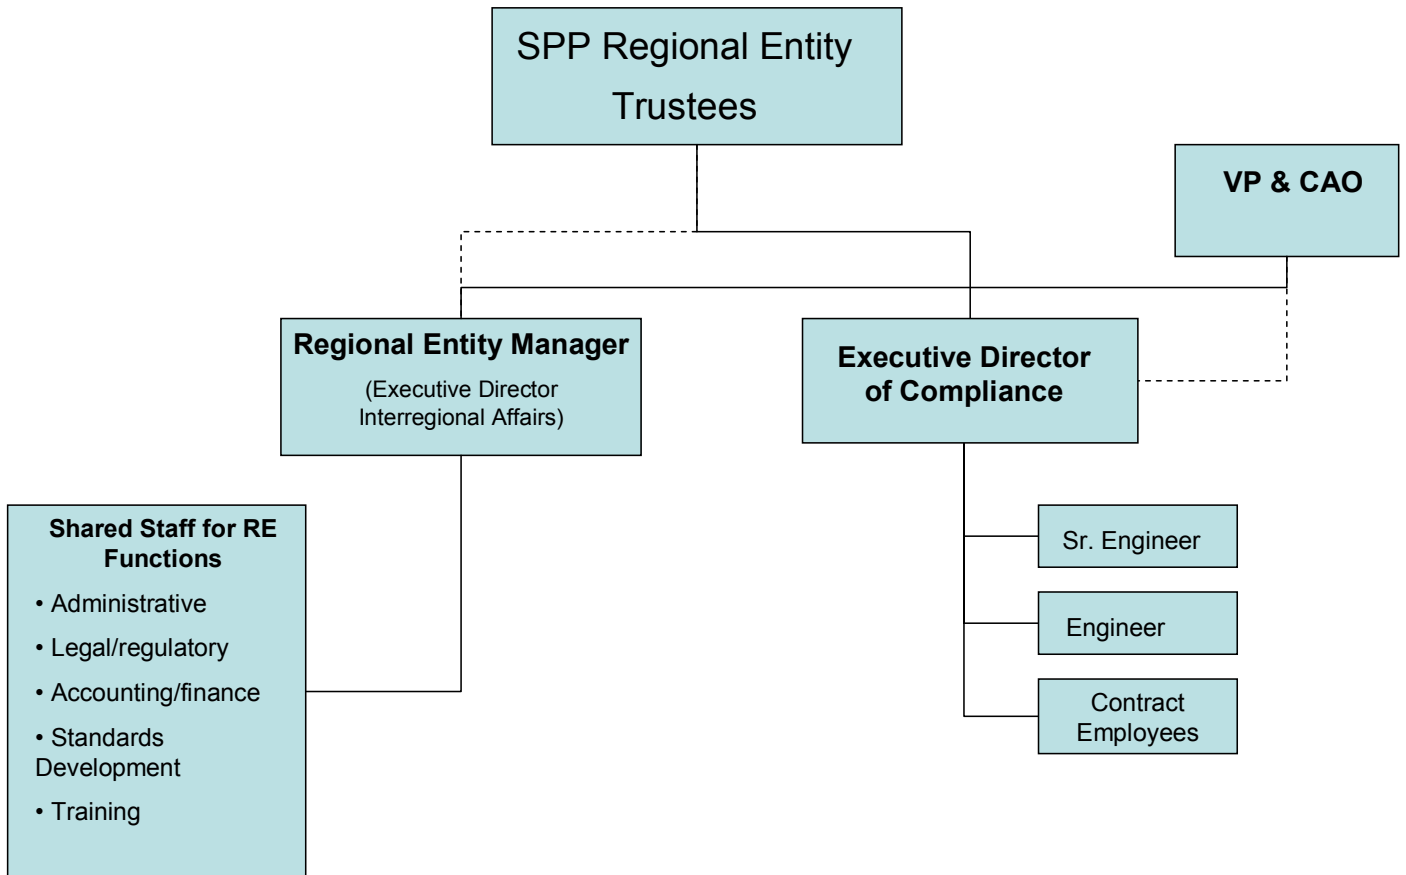 SPP Regional Entity
Trustees
VP & CAO
Regional Entity Manager
(Executive Director
Interregional Affairs)
Executive Director
of Compliance
Shared Staff for RE
Functions
• Administrative
• Legal/regulatory
• Accounting/finance
• Standards
Development
• Training
Sr. Engineer
Engineer
Contract
Employees